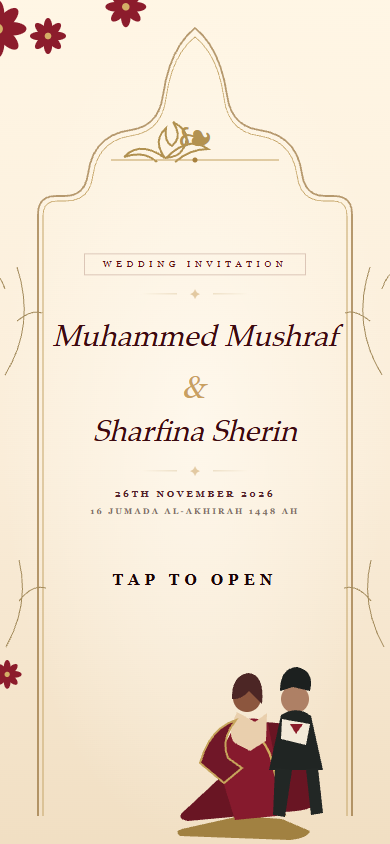 WEDDING INVITATION
Muhammed Mushraf
&
Sharfina Sherin
26TH NOVEMBER 2026
16 JUMADA AL-AKHIRAH 1448 AH
TAP TO OPEN